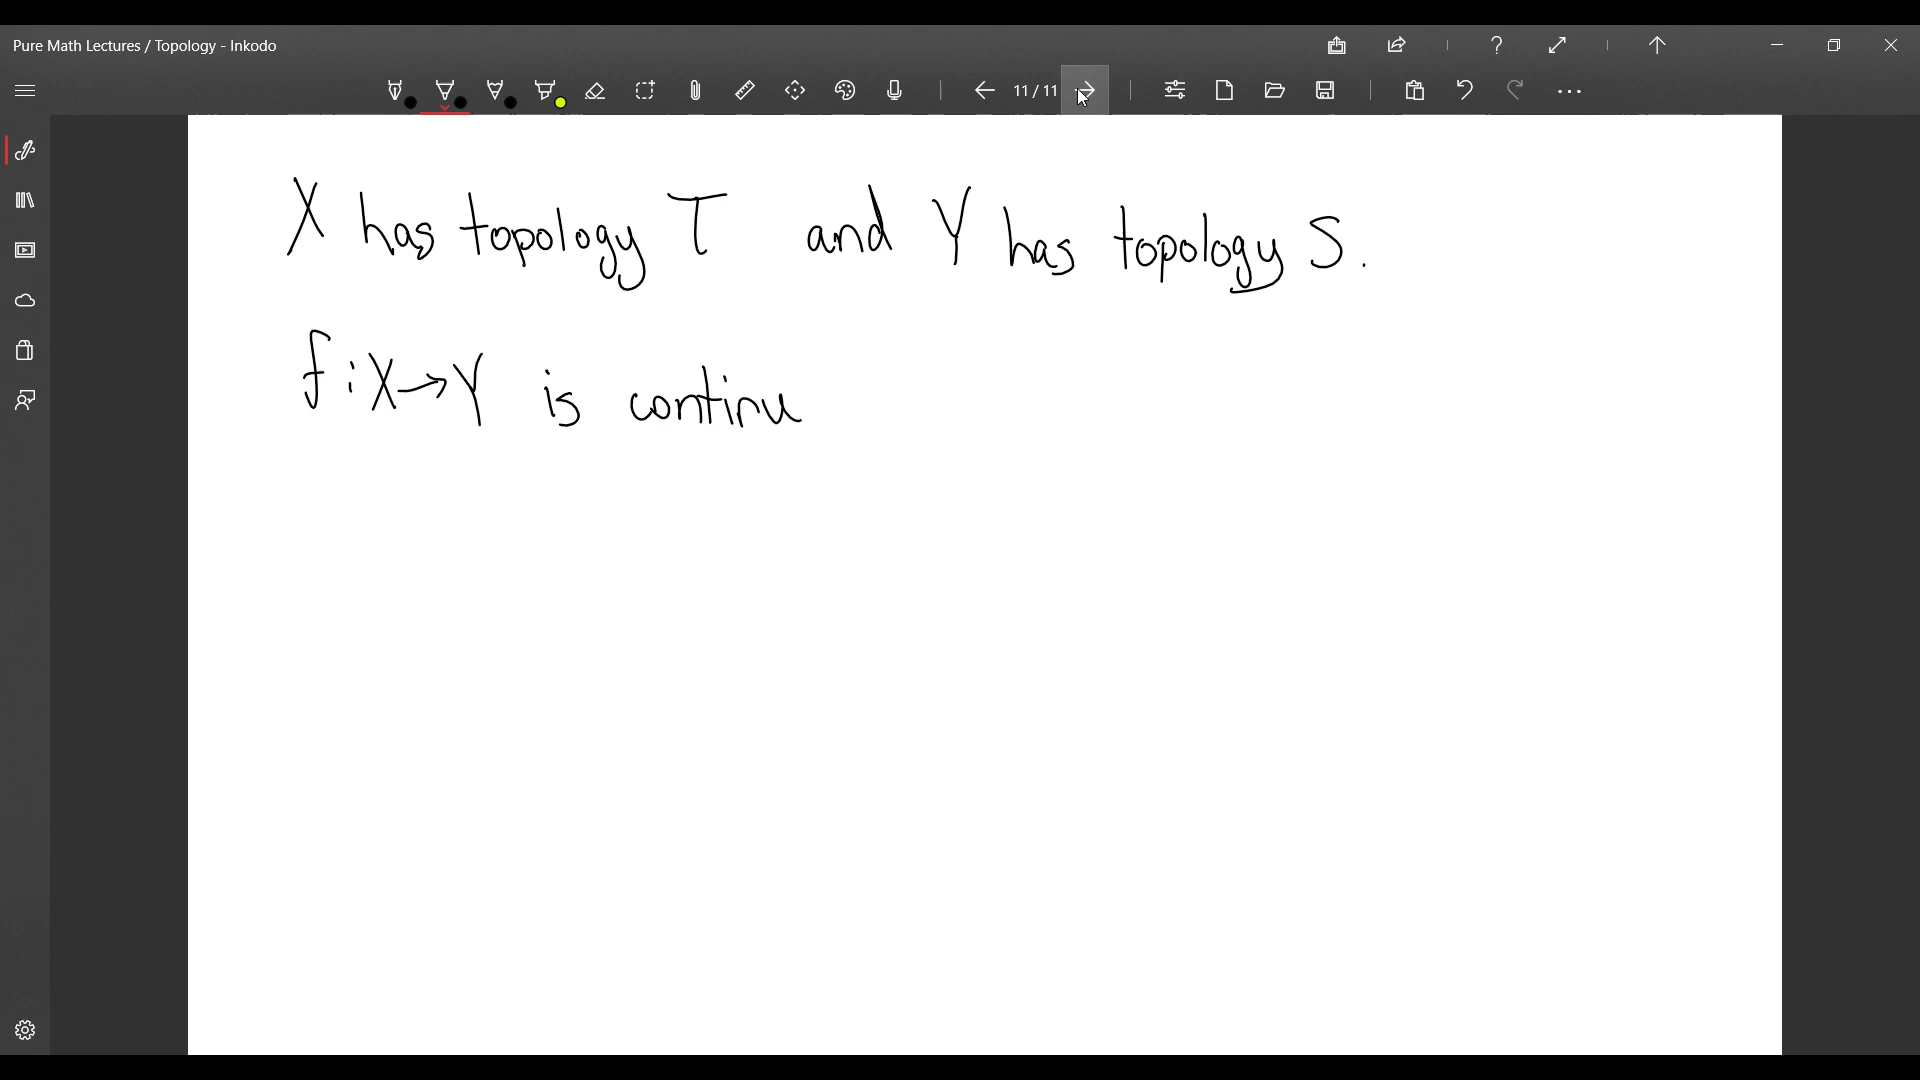 Pure Math Lectures / Topology - Inkodo
11 / 11
X has topology T and Y has topology S.
f: X→Y is continu